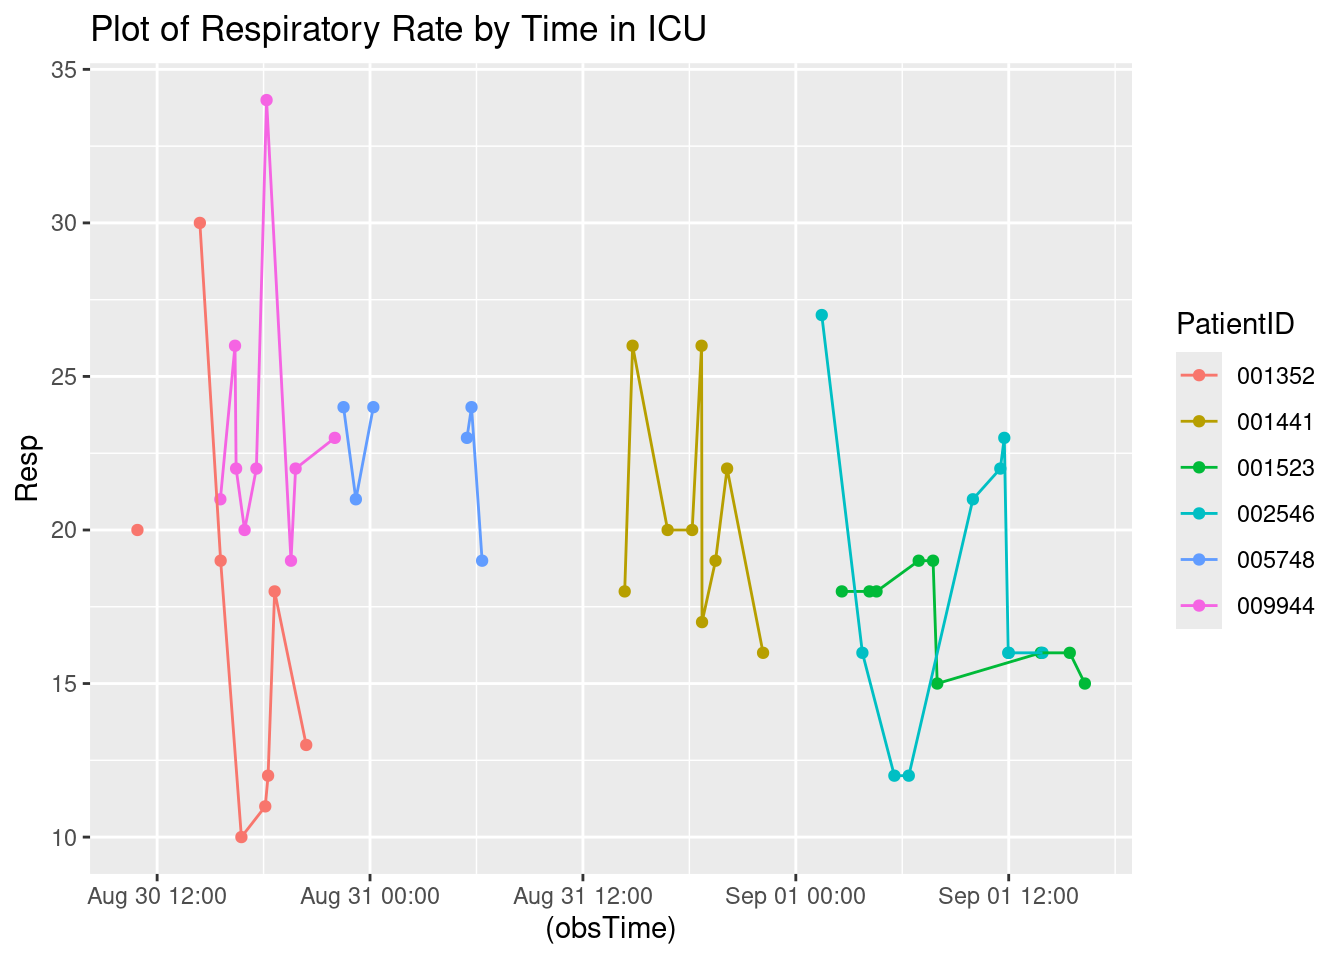 Plot of Respiratory Rate by Time in ICU
35
30
25
20
15
10
Resp
Aug 30 12:00
Aug 31 00:00
Aug 31 12:00
Sep 01 00:00
Sep 01 12:00
(obsTime)
PatientID
001352
001441
001523
002546
005748
009944